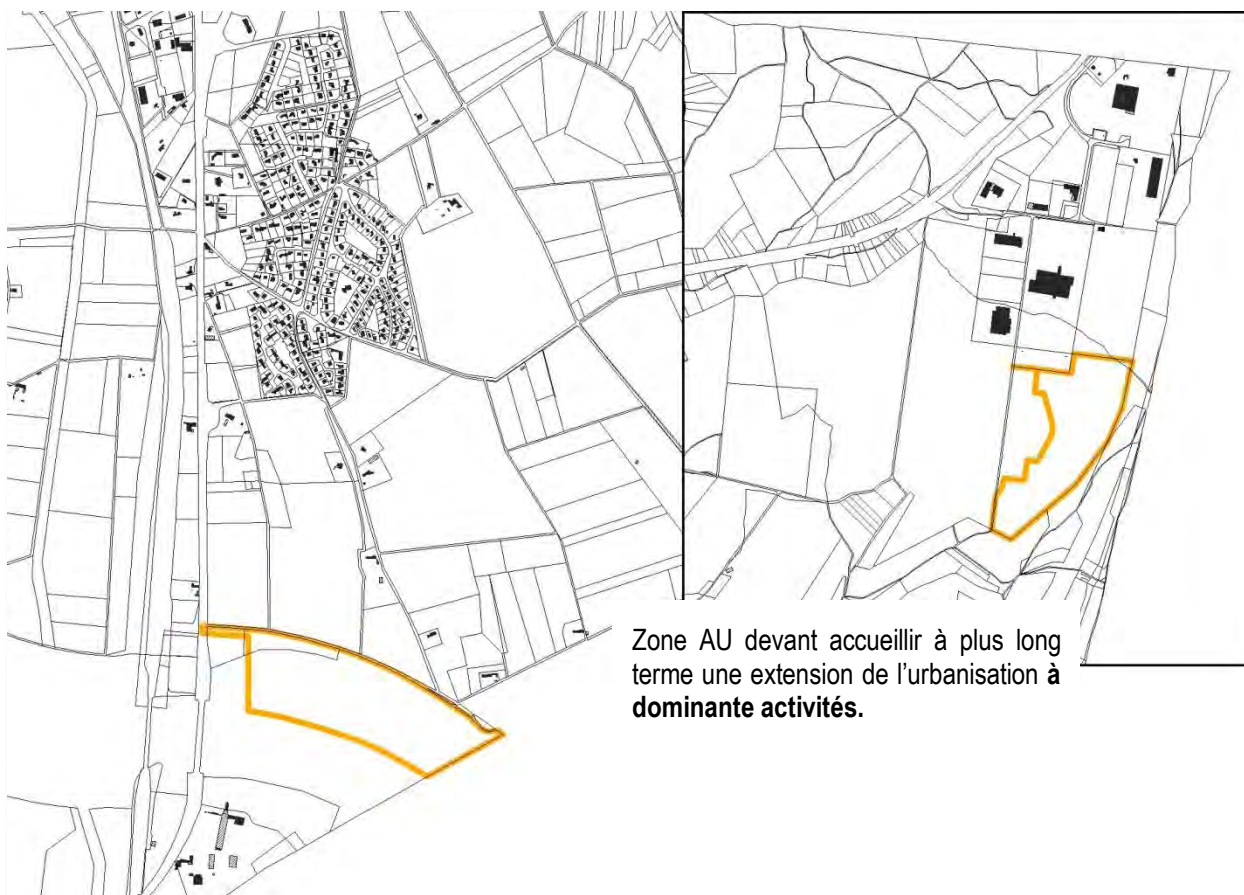 Zone AU devant accueillir à plus long
terme une extension de l’urbanisation à
dominante activités.